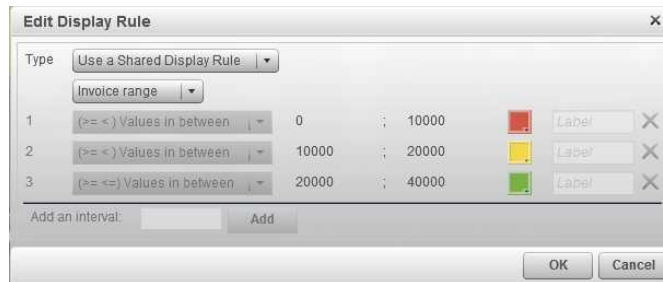 Edit Display Rule ×
Type Use a Shared Display Rule
Invoice range
1 (>= <) Values in between 0 ; 10000 Label
2 (>= <) Values in between 10000 ; 20000 Label
3 (>= <=) Values in between 20000 ; 40000 Label
Add an interval: Add
OK Cancel